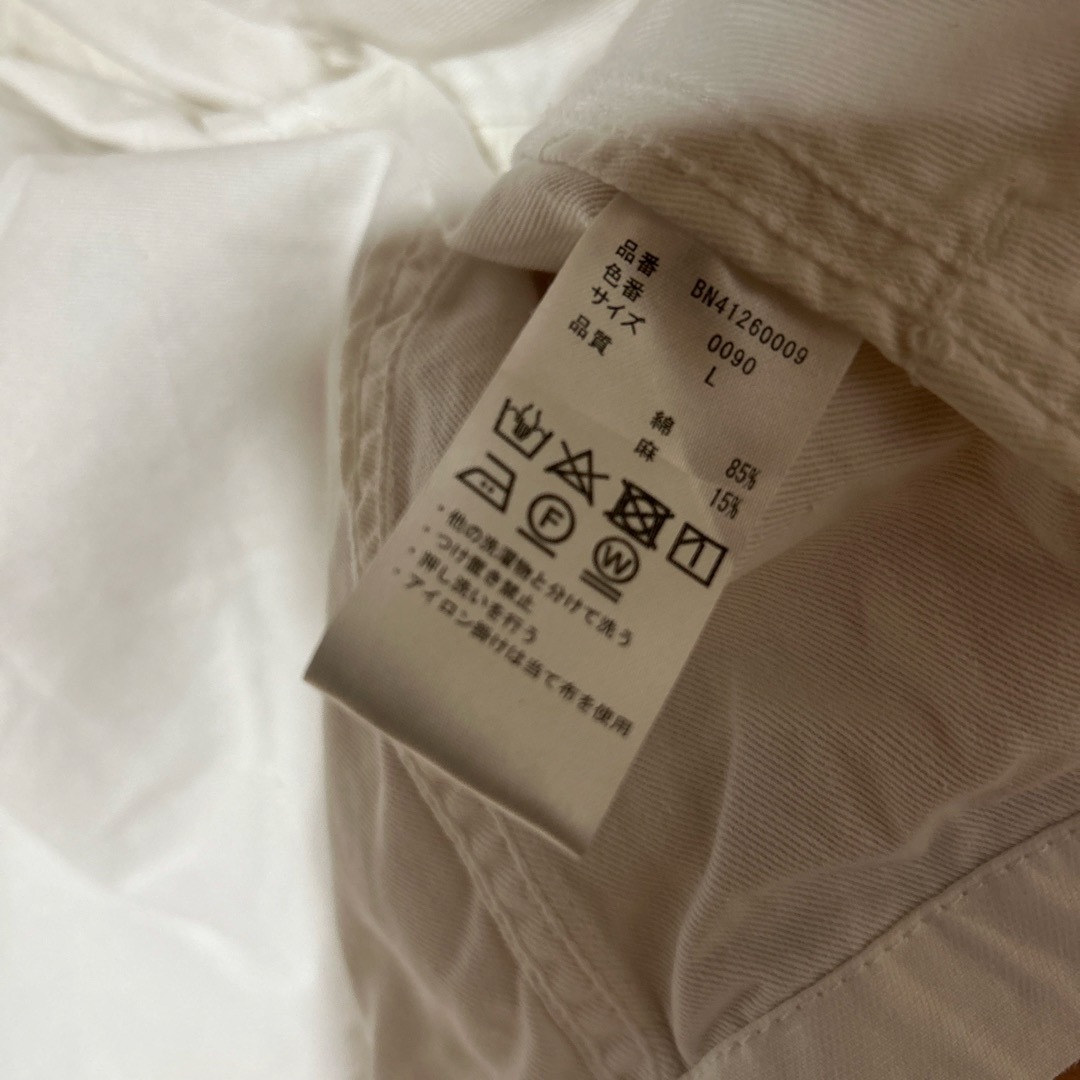 品番 BN41260009
色番 0090
サイズ L
品質
綿 85%
麻 15%
F
W
・他の洗濯物と分けて洗う
・つけ置き禁止
・押し洗いを行う
・アイロン掛けは当て布を使用